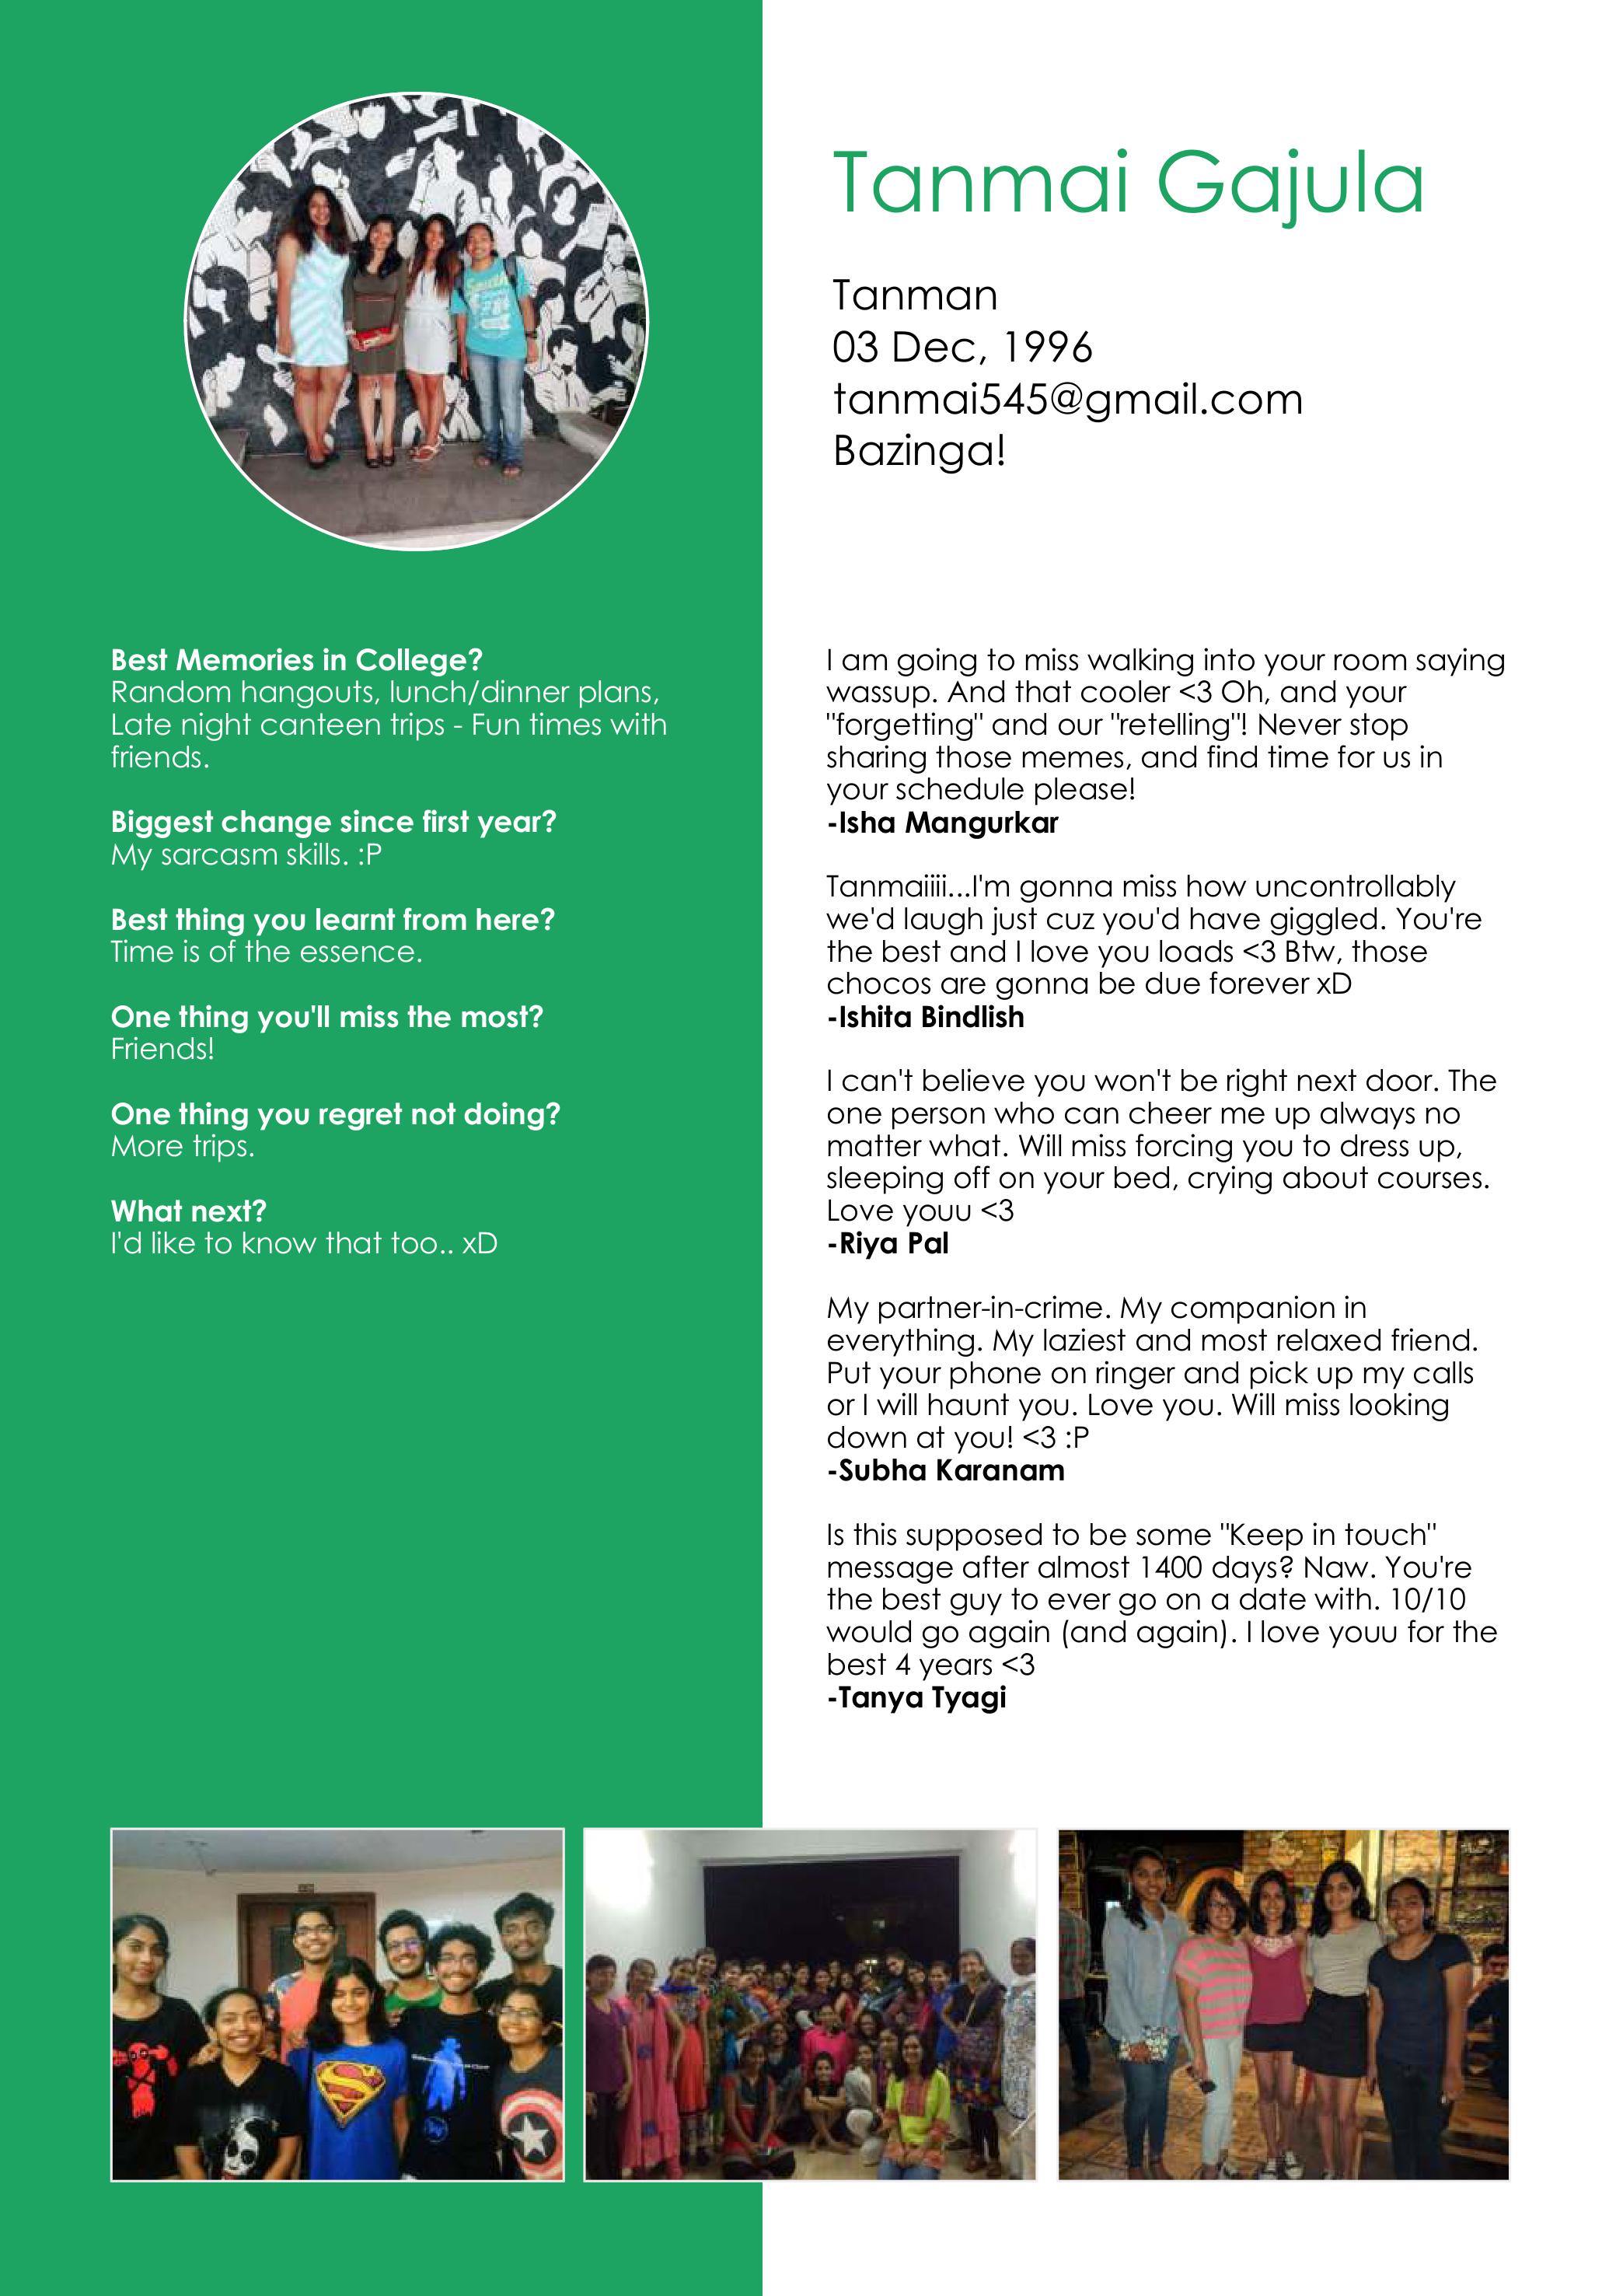 Tanmai Gajula
Tanman
03 Dec, 1996
tanmai545@gmail.com
Bazinga!
Best Memories in College?
Random hangouts, lunch/dinner plans,
Late night canteen trips - Fun times with
friends.
Biggest change since first year?
My sarcasm skills. :P
Best thing you learnt from here?
Time is of the essence.
One thing you'll miss the most?
Friends!
One thing you regret not doing?
More trips.
What next?
I'd like to know that too.. xD
I am going to miss walking into your room saying
wassup. And that cooler <3 Oh, and your
"forgetting" and our "retelling"! Never stop
sharing those memes, and find time for us in
your schedule please!
-Isha Mangurkar
Tanmaiiii...I'm gonna miss how uncontrollably
we'd laugh just cuz you'd have giggled. You're
the best and I love you loads <3 Btw, those
chocos are gonna be due forever xD
-Ishita Bindlish
I can't believe you won't be right next door. The
one person who can cheer me up always no
matter what. Will miss forcing you to dress up,
sleeping off on your bed, crying about courses.
Love youu <3
-Riya Pal
My partner-in-crime. My companion in
everything. My laziest and most relaxed friend.
Put your phone on ringer and pick up my calls
or I will haunt you. Love you. Will miss looking
down at you! <3 :P
-Subha Karanam
Is this supposed to be some "Keep in touch"
message after almost 1400 days? Naw. You're
the best guy to ever go on a date with. 10/10
would go again (and again). I love youu for the
best 4 years <3
-Tanya Tyagi